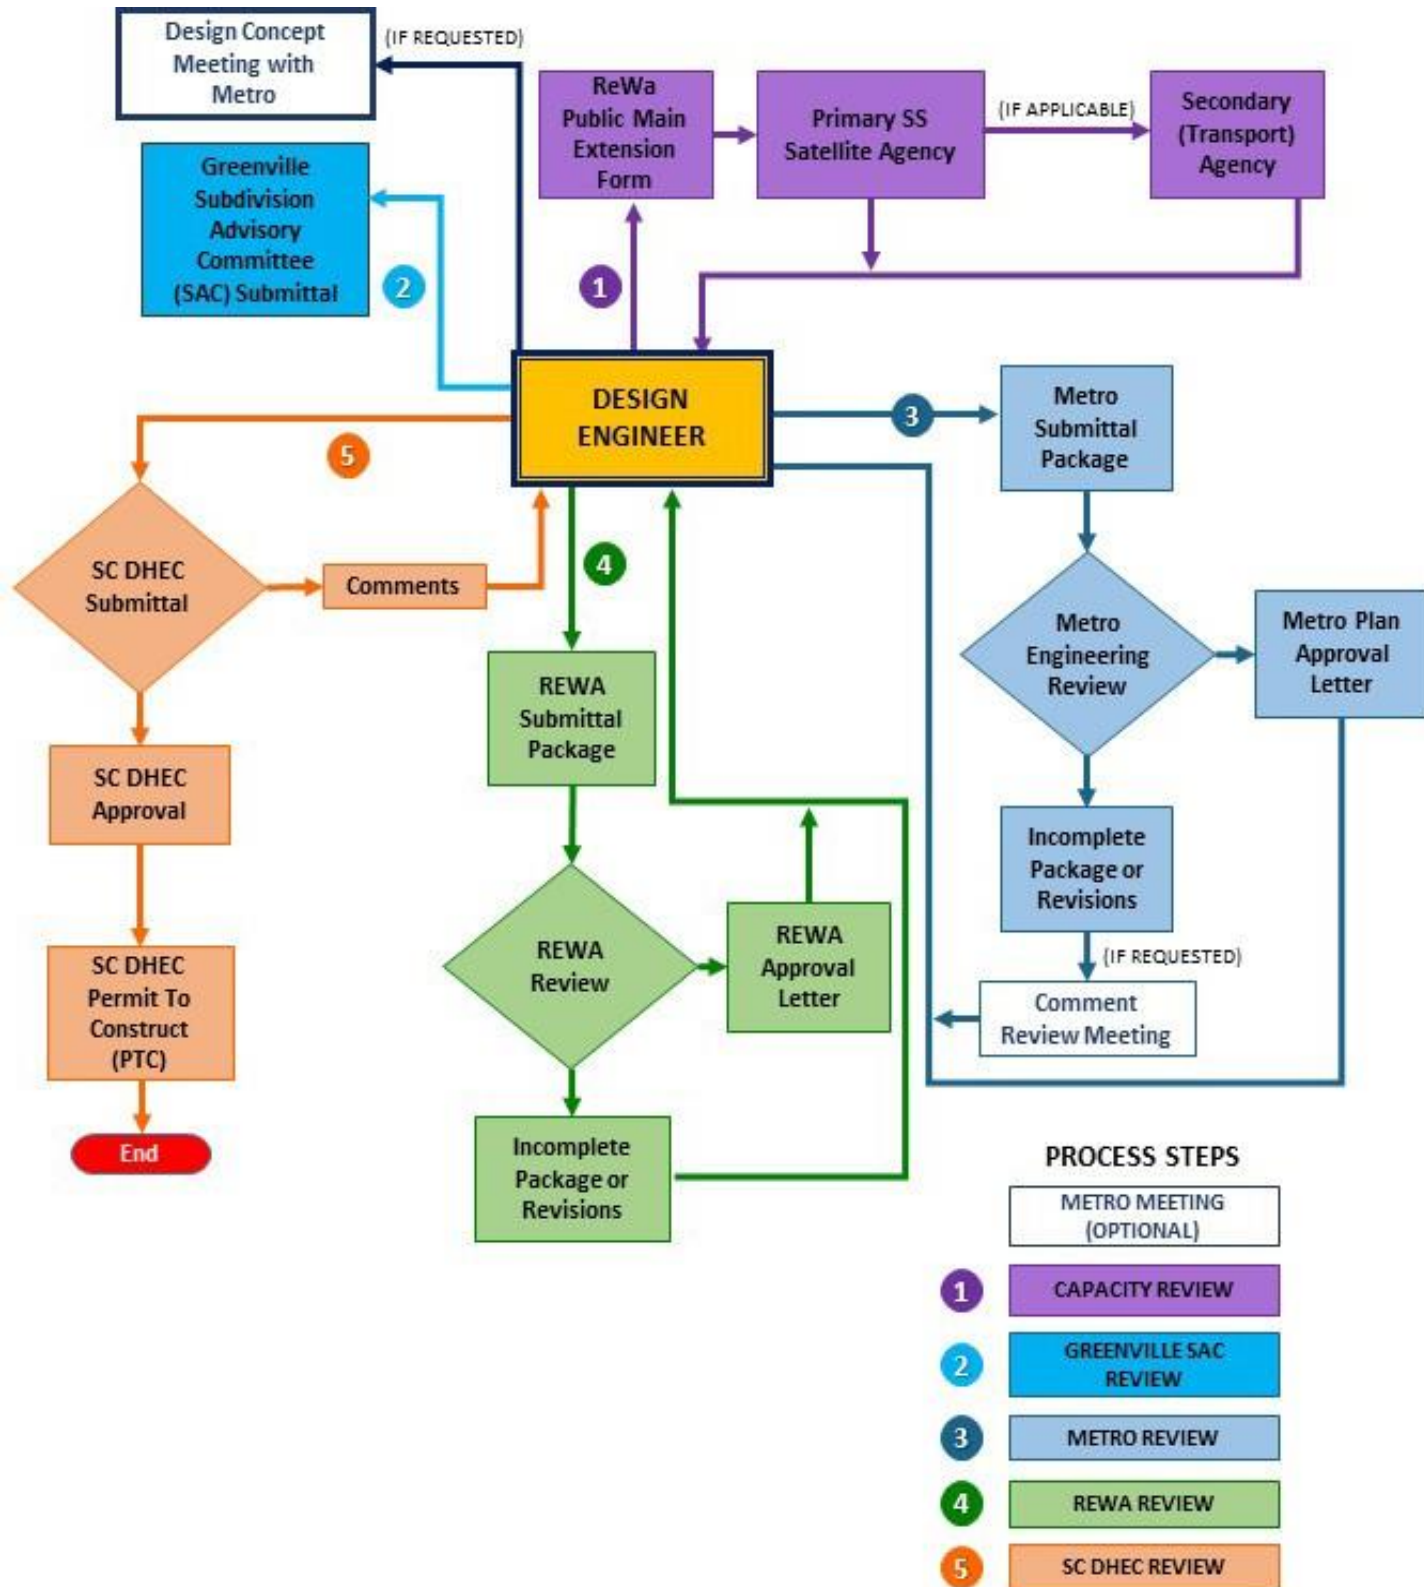 Design Concept
Meeting with
Metro
(IF REQUESTED)
ReWa
Public Main
Extension
Form
Primary SS
Satellite Agency
(IF APPLICABLE)
Secondary
(Transport)
Agency
Greenville
Subdivision
Advisory
Committee
(SAC) Submittal
2
1
DESIGN
ENGINEER
3
Metro
Submittal
Package
5
SC DHEC
Submittal
Comments
4
Metro
Engineering
Review
Metro Plan
Approval
Letter
REWA
Submittal
Package
SC DHEC
Approval
Incomplete
Package or
Revisions
REWA
Review
REWA
Approval
Letter
(IF REQUESTED)
Comment
Review Meeting
SC DHEC
Permit To
Construct
(PTC)
End
Incomplete
Package or
Revisions
PROCESS STEPS
METRO MEETING
(OPTIONAL)
1 CAPACITY REVIEW
2 GREENVILLE SAC
REVIEW
3 METRO REVIEW
4 REWA REVIEW
5 SC DHEC REVIEW